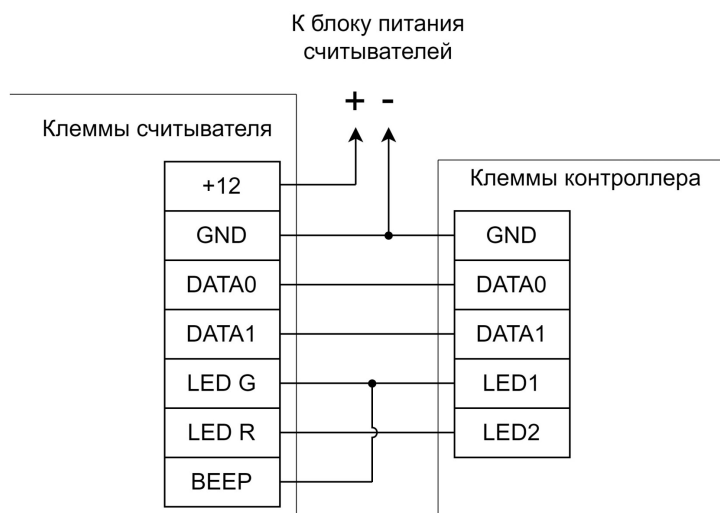 К блоку питания
считывателей
+ -
Клеммы считывателя
+12
GND
DATA0
DATA1
LED G
LED R
BEEP
Клеммы контроллера
GND
DATA0
DATA1
LED1
LED2